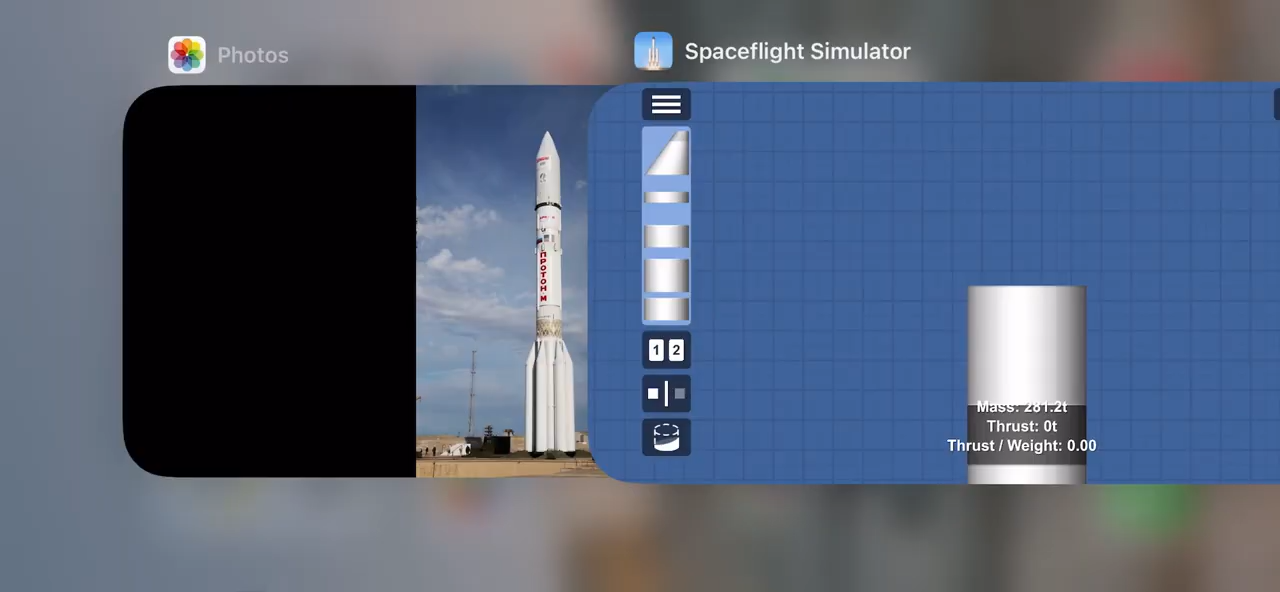 Photos
Spaceflight Simulator
ПРОТОН-М
1 2
Mass: 281.2t
Thrust: 0t
Thrust / Weight: 0.00